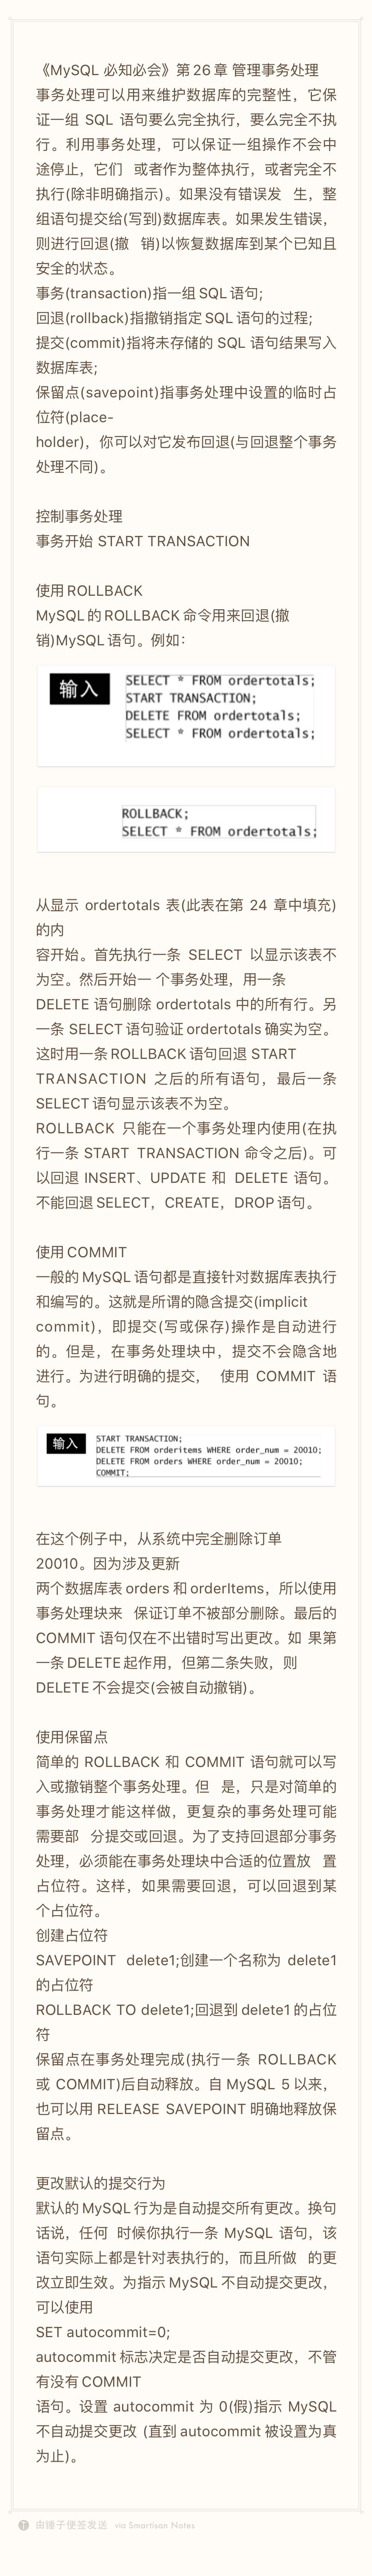 《MySQL 必知必会》第26章 管理事务处理
事务处理可以用来维护数据库的完整性，它保
证一组 SQL 语句要么完全执行，要么完全不执
行。利用事务处理，可以保证一组操作不会中
途停止，它们 或者作为整体执行，或者完全不
执行(除非明确指示)。如果没有错误发 生，整
组语句提交给(写到)数据库表。如果发生错误，
则进行回退(撤 销)以恢复数据库到某个已知且
安全的状态。
事务(transaction)指一组 SQL 语句;
回退(rollback)指撤销指定 SQL 语句的过程;
提交(commit)指将未存储的 SQL 语句结果写入
数据库表;
保留点(savepoint)指事务处理中设置的临时占
位符(place-
holder)，你可以对它发布回退(与回退整个事务
处理不同)。
控制事务处理
事务开始 START TRANSACTION
使用 ROLLBACK
MySQL 的 ROLLBACK 命令用来回退(撤
销)MySQL 语句。例如：
输入
SELECT * FROM ordertotals;
START TRANSACTION;
DELETE FROM ordertotals;
SELECT * FROM ordertotals;
ROLLBACK;
SELECT * FROM ordertotals;
从显示 ordertotals 表(此表在第 24 章中填充)
的内
容开始。首先执行一条 SELECT 以显示该表不
为空。然后开始一 个事务处理，用一条
DELETE 语句删除 ordertotals 中的所有行。另
一条 SELECT 语句验证 ordertotals 确实为空。
这时用一条 ROLLBACK 语句回退 START
TRANSACTION 之后的所有语句，最后一条
SELECT 语句显示该表不为空。
ROLLBACK 只能在一个事务处理内使用(在执
行一条 START TRANSACTION 命令之后)。可
以回退 INSERT、UPDATE 和 DELETE 语句。
不能回退 SELECT，CREATE，DROP 语句。
使用 COMMIT
一般的 MySQL 语句都是直接针对数据库表执行
和编写的。这就是所谓的隐含提交(implicit
commit)，即提交(写或保存)操作是自动进行
的。但是，在事务处理块中，提交不会隐含地
进行。为进行明确的提交， 使用 COMMIT 语
句。
输入
START TRANSACTION;
DELETE FROM orderitems WHERE order_num = 20010;
DELETE FROM orders WHERE order_num = 20010;
COMMIT;
在这个例子中，从系统中完全删除订单
20010。因为涉及更新
两个数据库表 orders 和 orderItems，所以使用
事务处理块来 保证订单不被部分删除。最后的
COMMIT 语句仅在不出错时写出更改。如 果第
一条 DELETE 起作用，但第二条失败，则
DELETE 不会提交(会被自动撤销)。
使用保留点
简单的 ROLLBACK 和 COMMIT 语句就可以写
入或撤销整个事务处理。但 是，只是对简单的
事务处理才能这样做，更复杂的事务处理可能
需要部 分提交或回退。为了支持回退部分事务
处理，必须能在事务处理块中合适的位置放 置
占位符。这样，如果需要回退，可以回退到某
个占位符。
创建占位符
SAVEPOINT delete1;创建一个名称为 delete1
的占位符
ROLLBACK TO delete1;回退到 delete1 的占位
符
保留点在事务处理完成(执行一条 ROLLBACK
或 COMMIT)后自动释放。自 MySQL 5 以来，
也可以用 RELEASE SAVEPOINT 明确地释放保
留点。
更改默认的提交行为
默认的 MySQL 行为是自动提交所有更改。换句
话说，任何 时候你执行一条 MySQL 语句，该
语句实际上都是针对表执行的，而且所做 的更
改立即生效。为指示 MySQL 不自动提交更改，
可以使用
SET autocommit=0;
autocommit 标志决定是否自动提交更改，不管
有没有 COMMIT
语句。设置 autocommit 为 0(假)指示 MySQL
不自动提交更改 (直到 autocommit 被设置为真
为止)。
由锤子便签发送 via Smartisan Notes